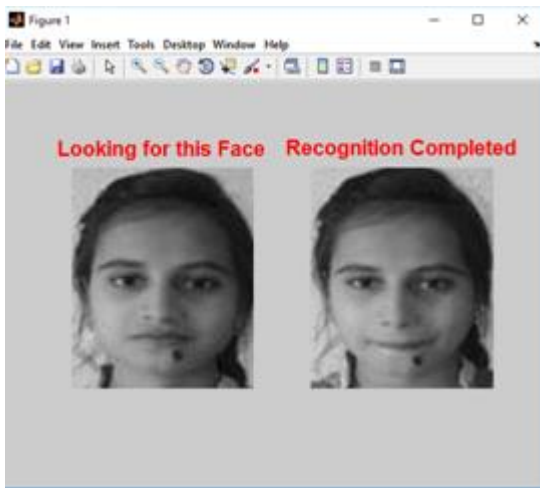 Figure 1
File Edit View Insert Tools Desktop Window Help
Looking for this Face
Recognition Completed